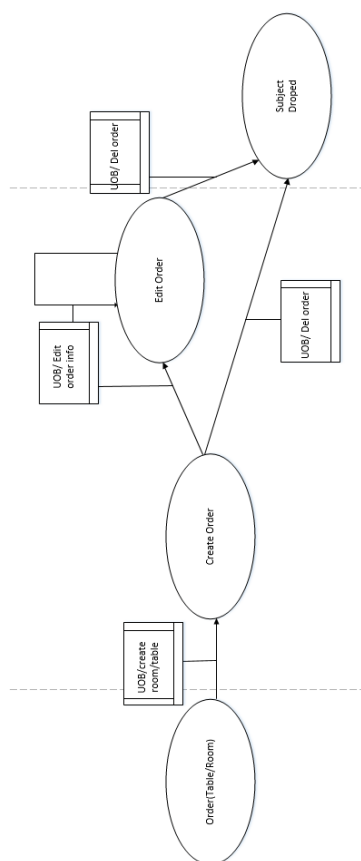 Order(Table/Room)
UOB/create
room/table
Create Order
UOB/ Edit
order info
UOB/ Del order
Edit Order
UOB/ Del order
Subject
Droped